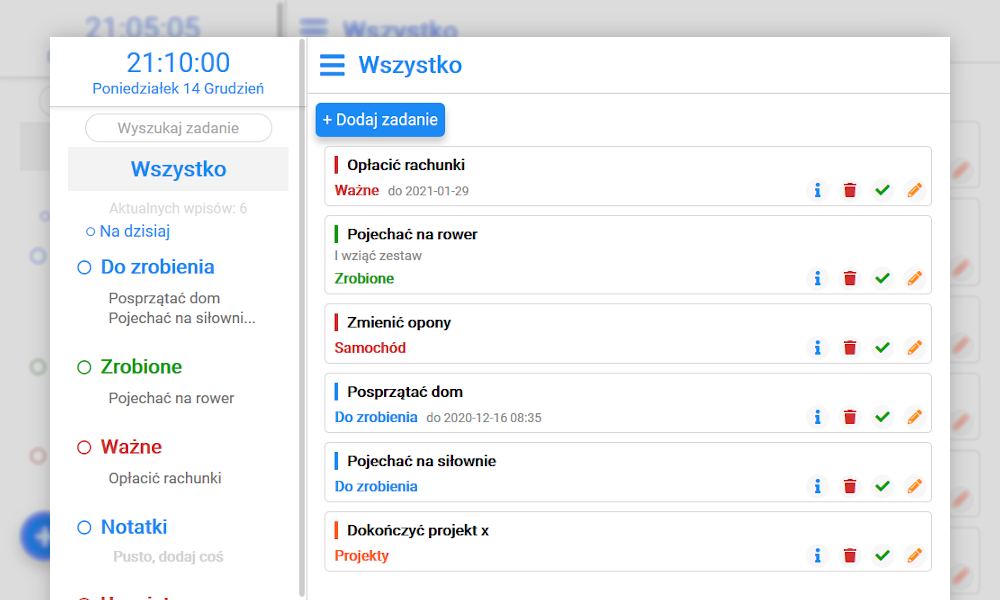 21:05:05
Wszystko
21:10:00
Poniedziałek 14 Grudzień
Wyszukaj zadanie
Wszystko
Aktualnych wpisów: 6
Na dzisiaj
Do zrobienia
Posprzątać dom
Pojechać na siłowni...
Zrobione
Pojechać na rower
Ważne
Opłacić rachunki
Notatki
Pusto, dodaj coś
Wszystko
+ Dodaj zadanie
Opłacić rachunki
Ważne do 2021-01-29
Pojechać na rower
I wziąć zestaw
Zrobione
Zmienić opony
Samochód
Posprzątać dom
Do zrobienia do 2020-12-16 08:35
Pojechać na siłownie
Do zrobienia
Dokończyć projekt x
Projekty